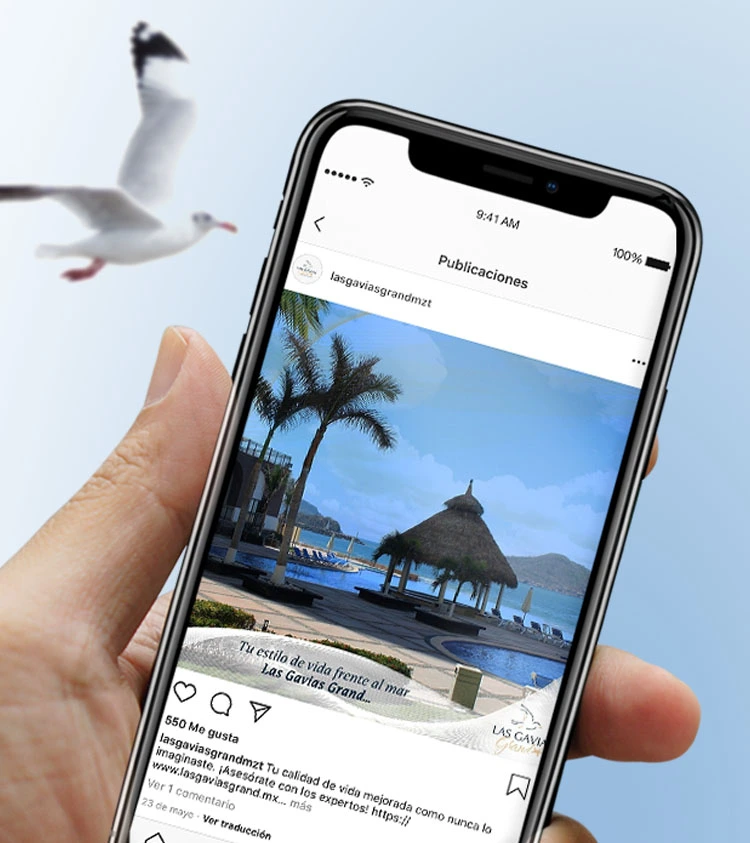 9:41 AM
100%
Publicaciones
lasgaviasgrandmzt
Tu estilo de vida frente al mar
Las Gavias Grand...
LAS GAVIA
Grand
550 Me gusta
lasgaviasgrandmzt Tu calidad de vida mejorada como nunca lo
imaginaste. ¡Asesórate con los expertos! https://
www.lasgaviasgrand.mx... más
Ver 1 comentario
23 de mayo · Ver traducción